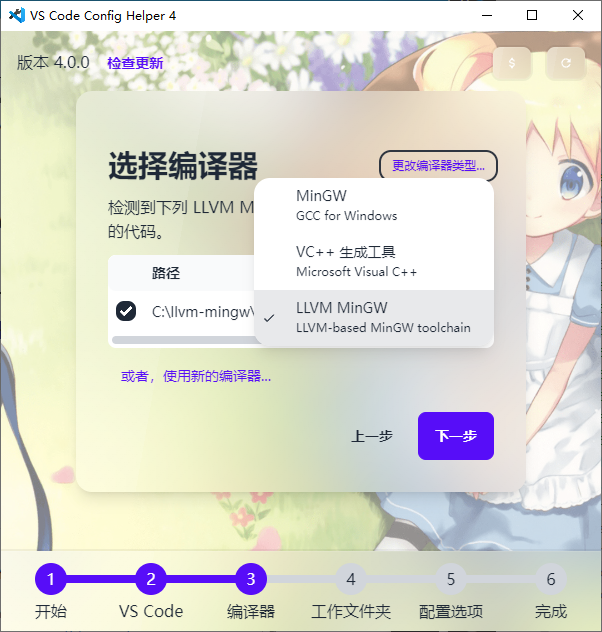 VS Code Config Helper 4
版本 4.0.0 检查更新 $
选择编译器 更改编译器类型...
检测到下列 LLVM M
的代码。
MinGW
GCC for Windows
VC++ 生成工具
Microsoft Visual C++
LLVM MinGW
LLVM-based MinGW toolchain
路径
C:\llvm-mingw\
或者，使用新的编译器...
上一步 下一步
1 2 3 4 5 6
开始 VS Code 编译器 工作文件夹 配置选项 完成